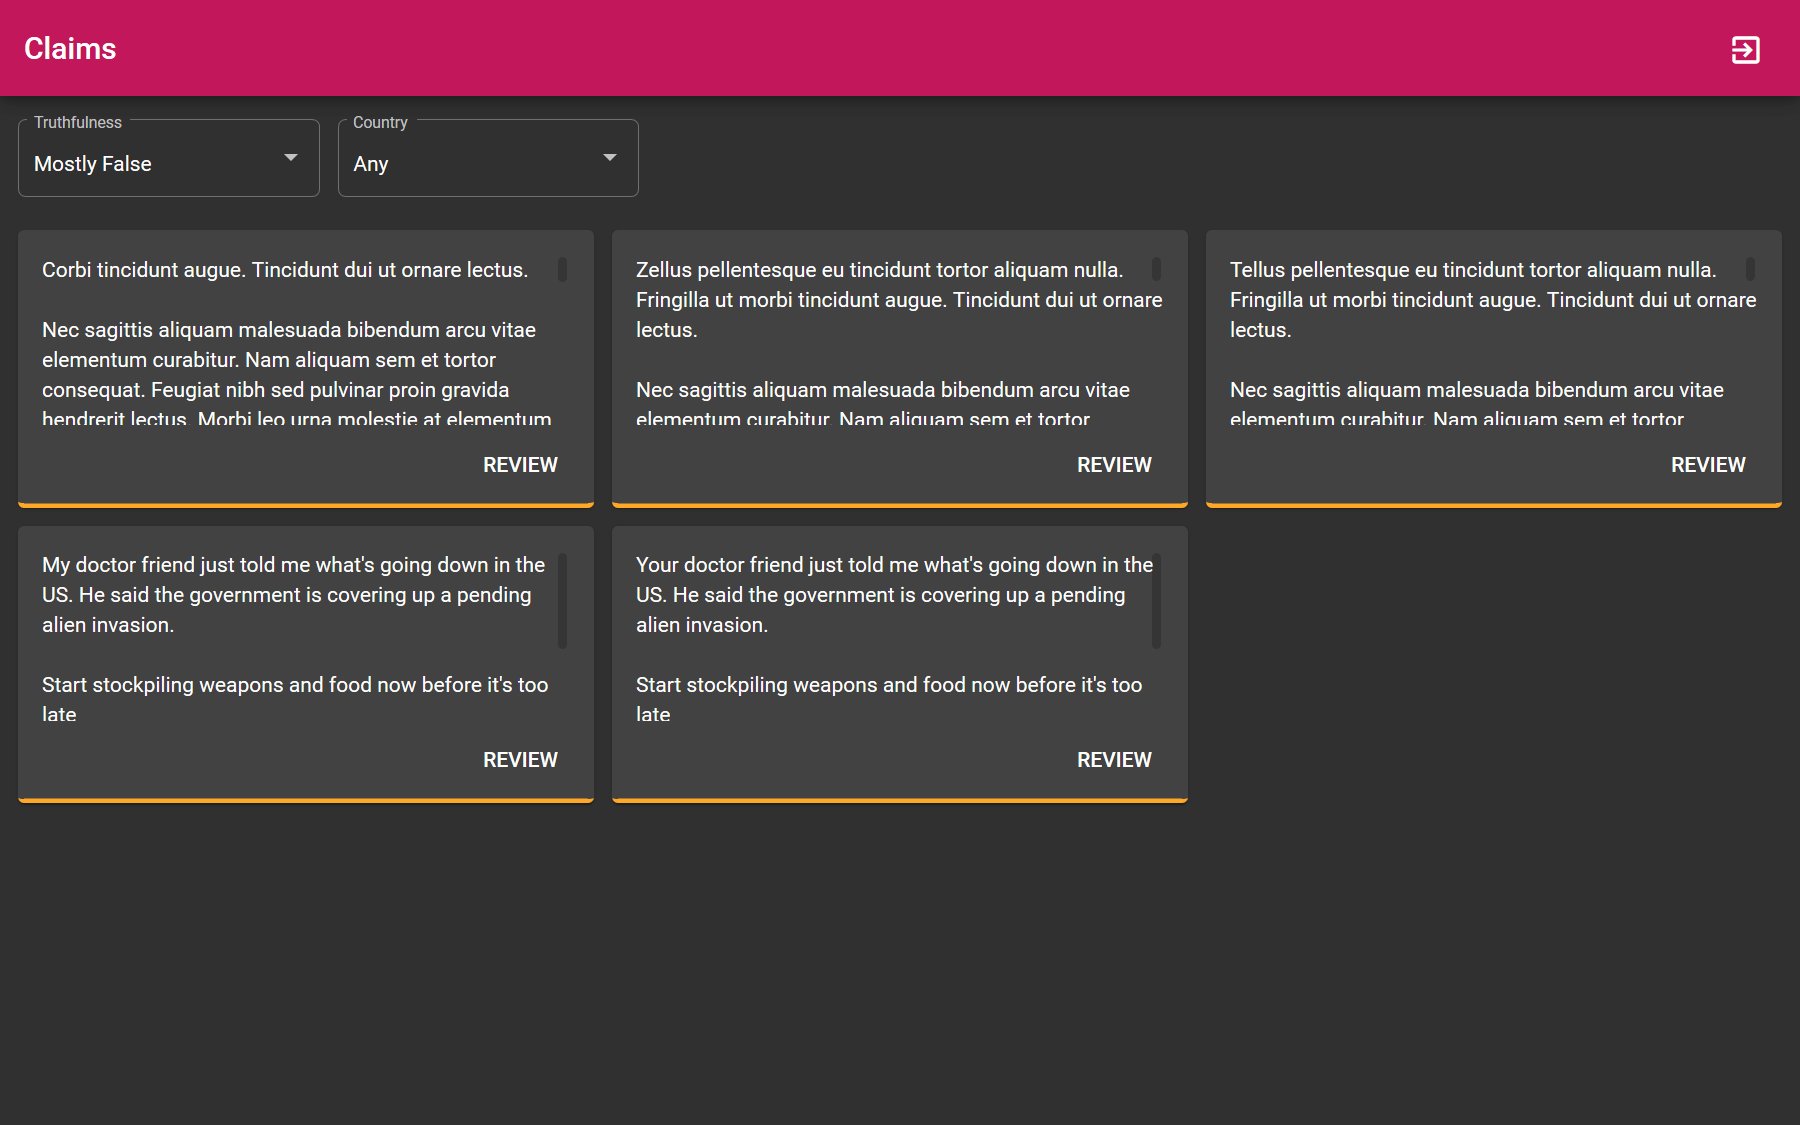 Claims
Truthfulness
Mostly False
Country
Any
Corbi tincidunt augue. Tincidunt dui ut ornare lectus.
Nec sagittis aliquam malesuada bibendum arcu vitae
elementum curabitur. Nam aliquam sem et tortor
consequat. Feugiat nibh sed pulvinar proin gravida
hendrerit lectus. Morbi leo urna molestie at elementum
REVIEW
Zellus pellentesque eu tincidunt tortor aliquam nulla.
Fringilla ut morbi tincidunt augue. Tincidunt dui ut ornare
lectus.
Nec sagittis aliquam malesuada bibendum arcu vitae
elementum curabitur. Nam aliquam sem et tortor
REVIEW
Tellus pellentesque eu tincidunt tortor aliquam nulla.
Fringilla ut morbi tincidunt augue. Tincidunt dui ut ornare
lectus.
Nec sagittis aliquam malesuada bibendum arcu vitae
elementum curabitur. Nam aliquam sem et tortor
REVIEW
My doctor friend just told me what's going down in the
US. He said the government is covering up a pending
alien invasion.
Start stockpiling weapons and food now before it's too
late
REVIEW
Your doctor friend just told me what's going down in the
US. He said the government is covering up a pending
alien invasion.
Start stockpiling weapons and food now before it's too
late
REVIEW